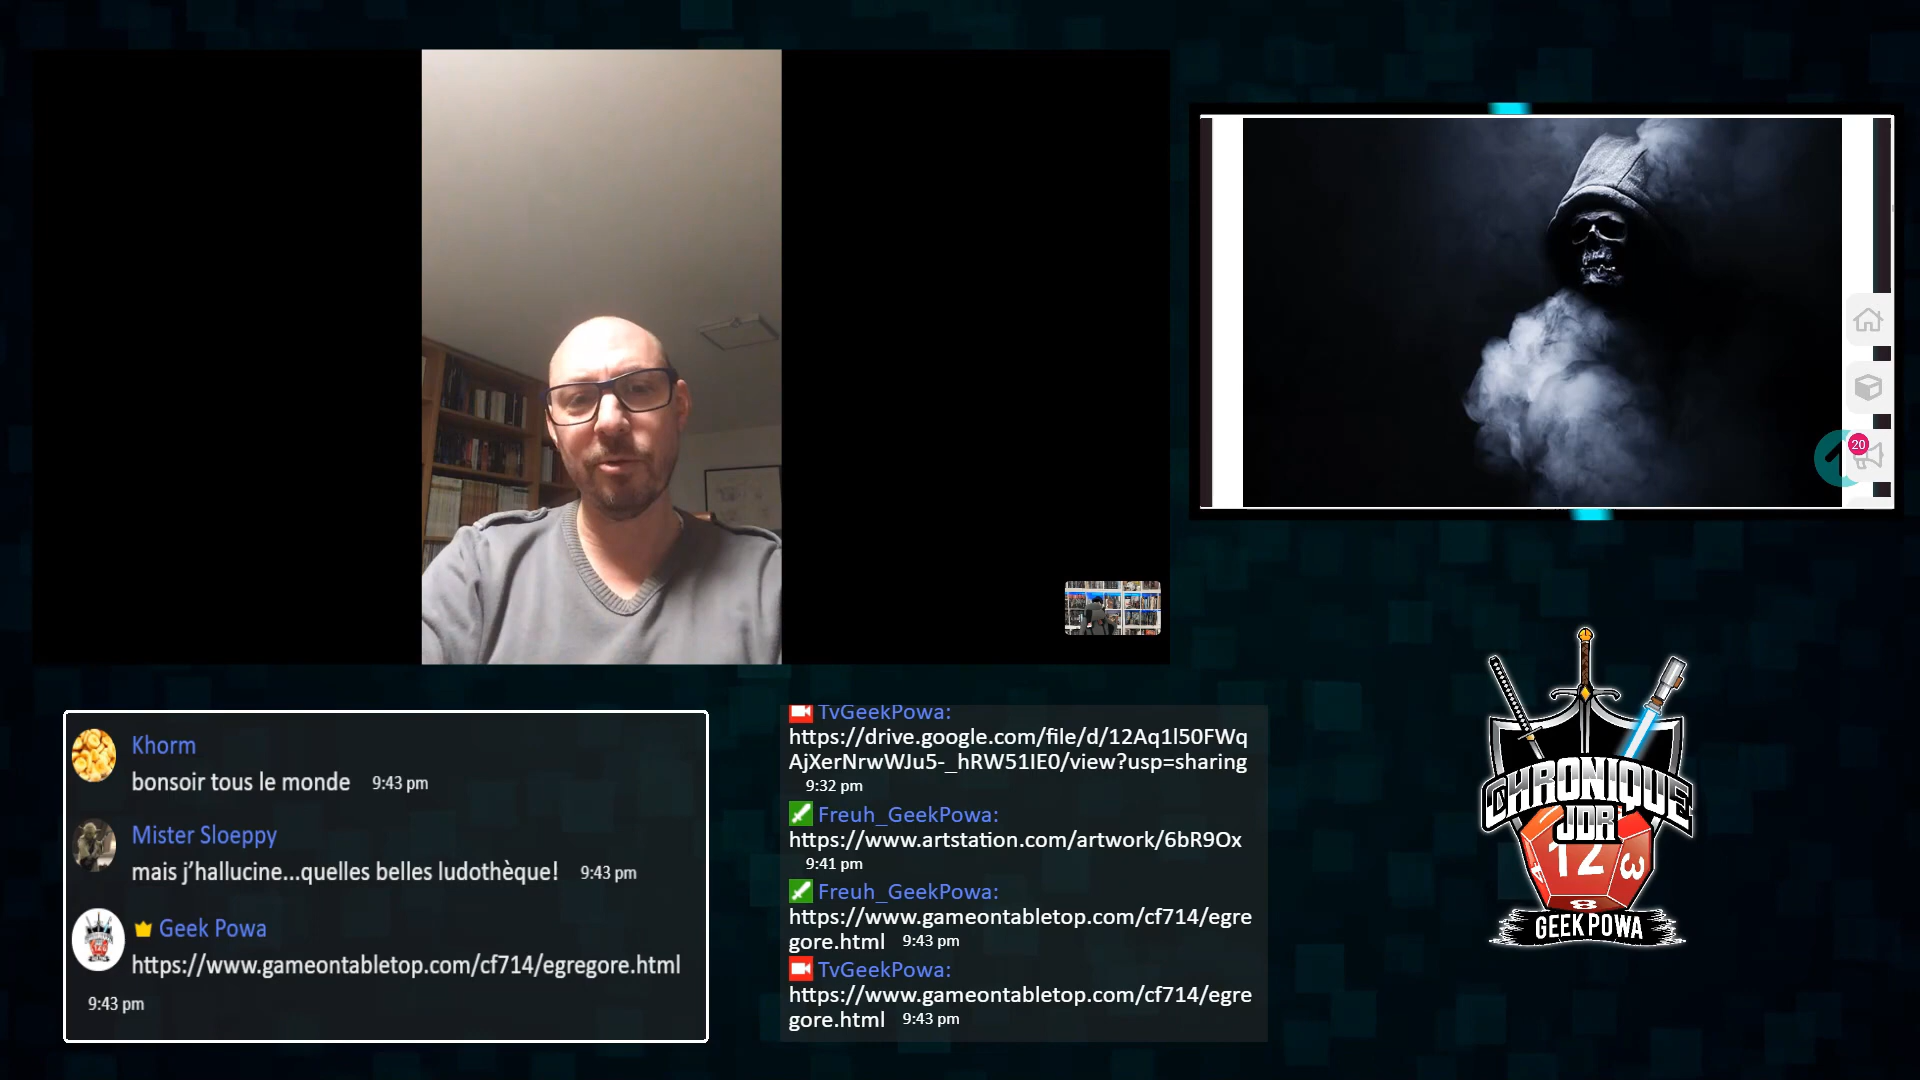 20
Khorm
bonsoir tous le monde 9:43 pm
Mister Sloeppy
mais j’hallucine...quelles belles ludothèque! 9:43 pm
Geek Powa
https://www.gameontabletop.com/cf714/egregore.html
9:43 pm
TvGeekPowa:
https://drive.google.com/file/d/12Aq1l50FWq
AjXerNrwWJu5-_hRW51IE0/view?usp=sharing
9:32 pm
Freuh_GeekPowa:
https://www.artstation.com/artwork/6bR9Ox
9:41 pm
Freuh_GeekPowa:
https://www.gameontabletop.com/cf714/egre
gore.html 9:43 pm
TvGeekPowa:
https://www.gameontabletop.com/cf714/egre
gore.html 9:43 pm
CHRONIQUE
JDR
12
4
3
8
GEEK POWA